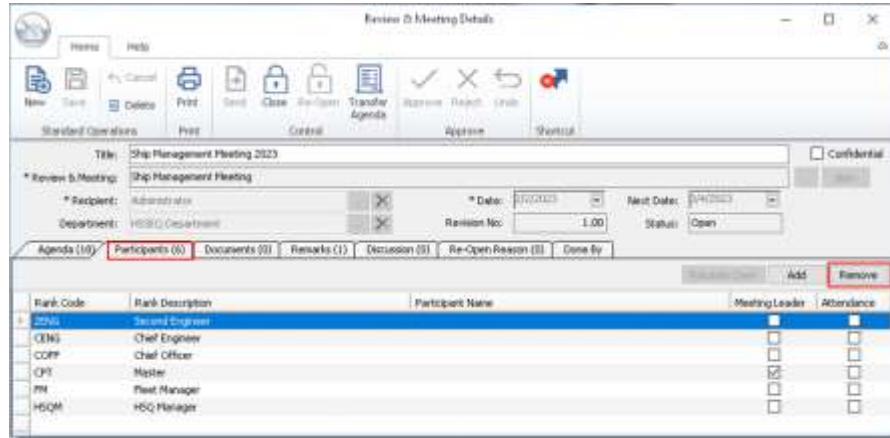 Review & Meeting Details
Home Help
New Save Cancel Delete Print Send Close Re-Open Transfer Agenda Approve Reject Undo
Standard Operations Print Control Approve Shortcut
Title: Ship Management Meeting 2023 Confidential
* Review & Meeting: Ship Management Meeting
* Recipient: Administrator * Date: Next Date:
Department: HSSEQ Department Revision No: 1.00 Status: Open
Agenda (10) Participants (6) Documents (0) Remarks (1) Discussion (0) Re-Open Reason (0) Done By
Add Remove
Rank Code Rank Description Participant Name Meeting Leader Attendance
2ENG Second Engineer
CENG Chief Engineer
COFF Chief Officer
CPT Master
FM Fleet Manager
HSQM HSQ Manager